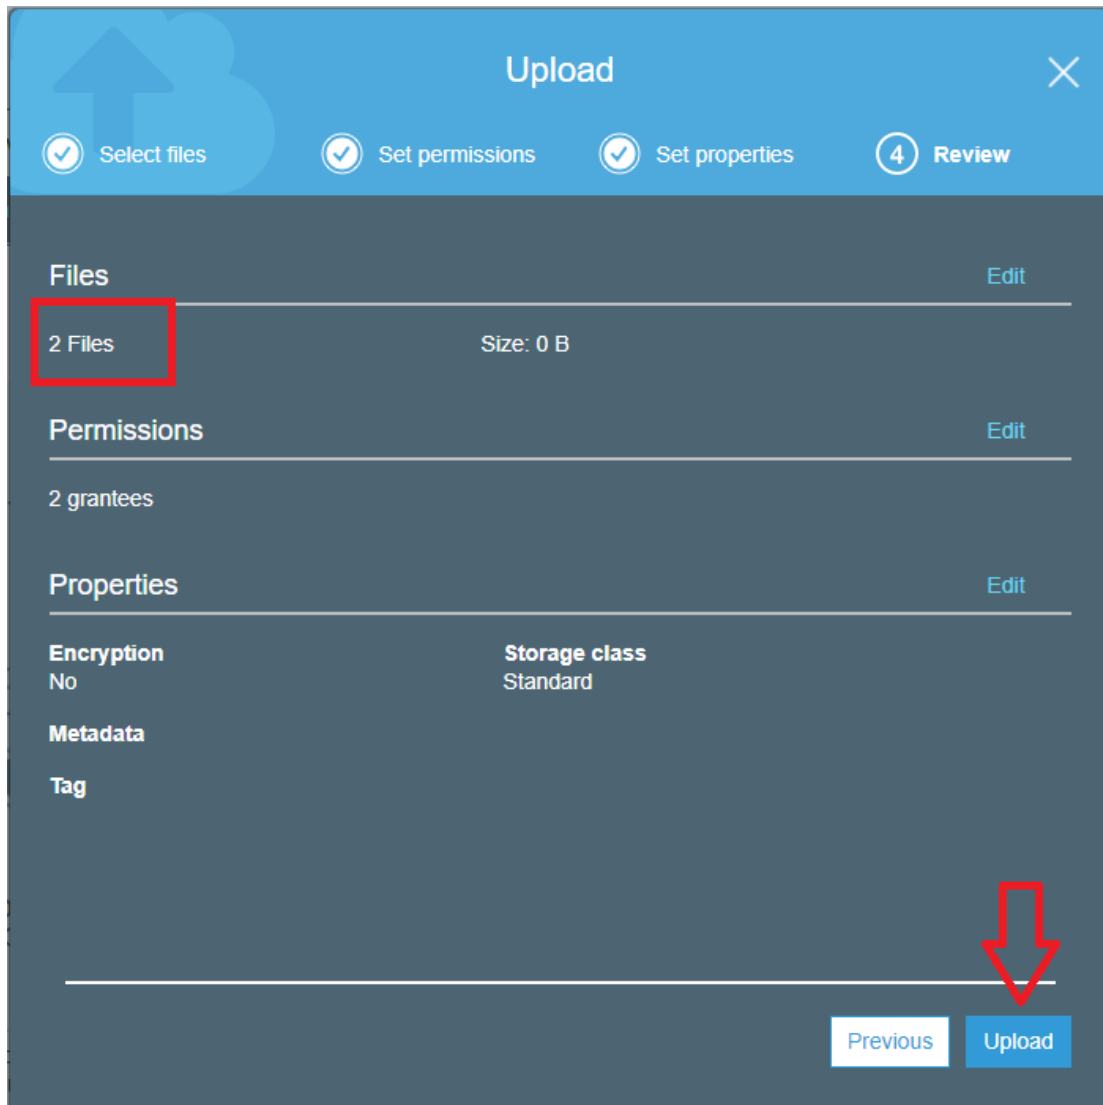 Upload
Select files
Set permissions
Set properties
4 Review
Files Edit
2 Files Size: 0 B
Permissions Edit
2 grantees
Properties Edit
Encryption Storage class
No Standard
Metadata
Tag
Previous Upload